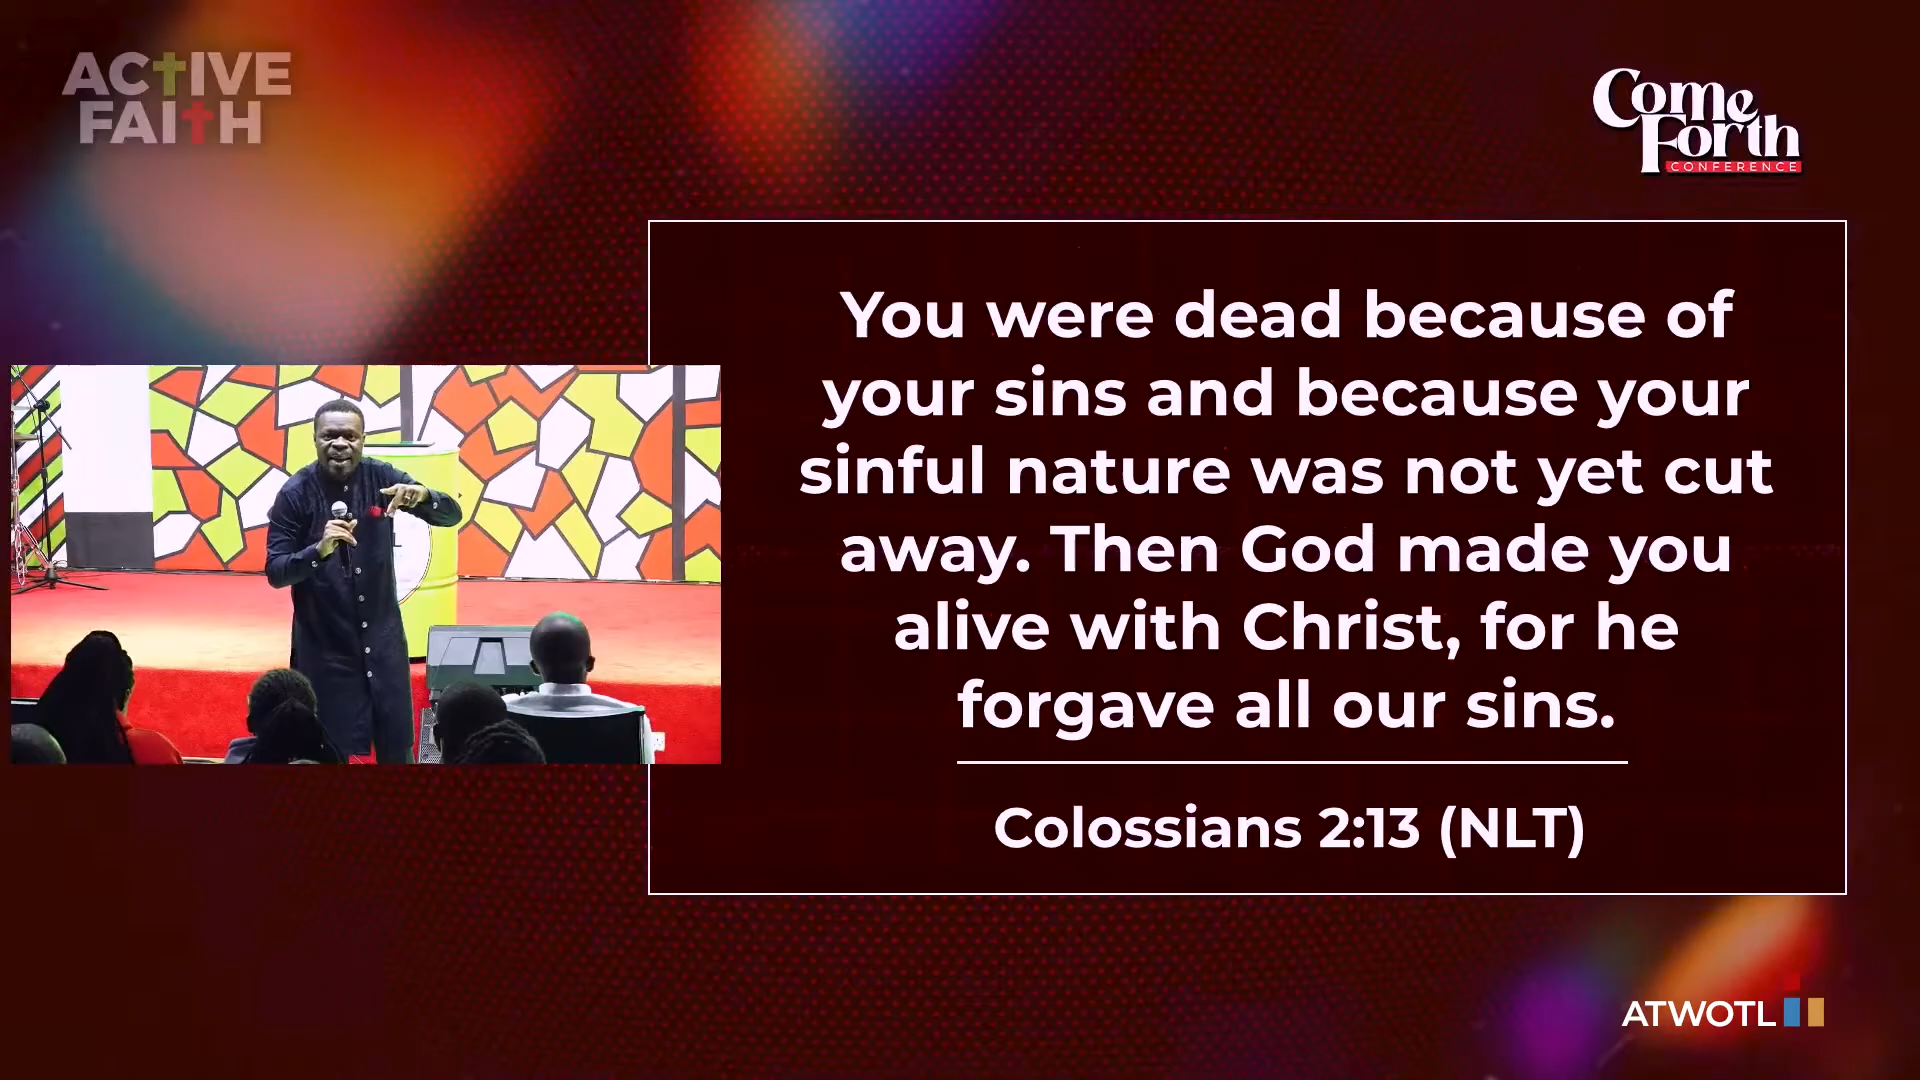 ACTIVE
FAITH
Come
Forth
CONFERENCE
You were dead because of
your sins and because your
sinful nature was not yet cut
away. Then God made you
alive with Christ, for he
forgave all our sins.
Colossians 2:13 (NLT)
L
ATWOTL